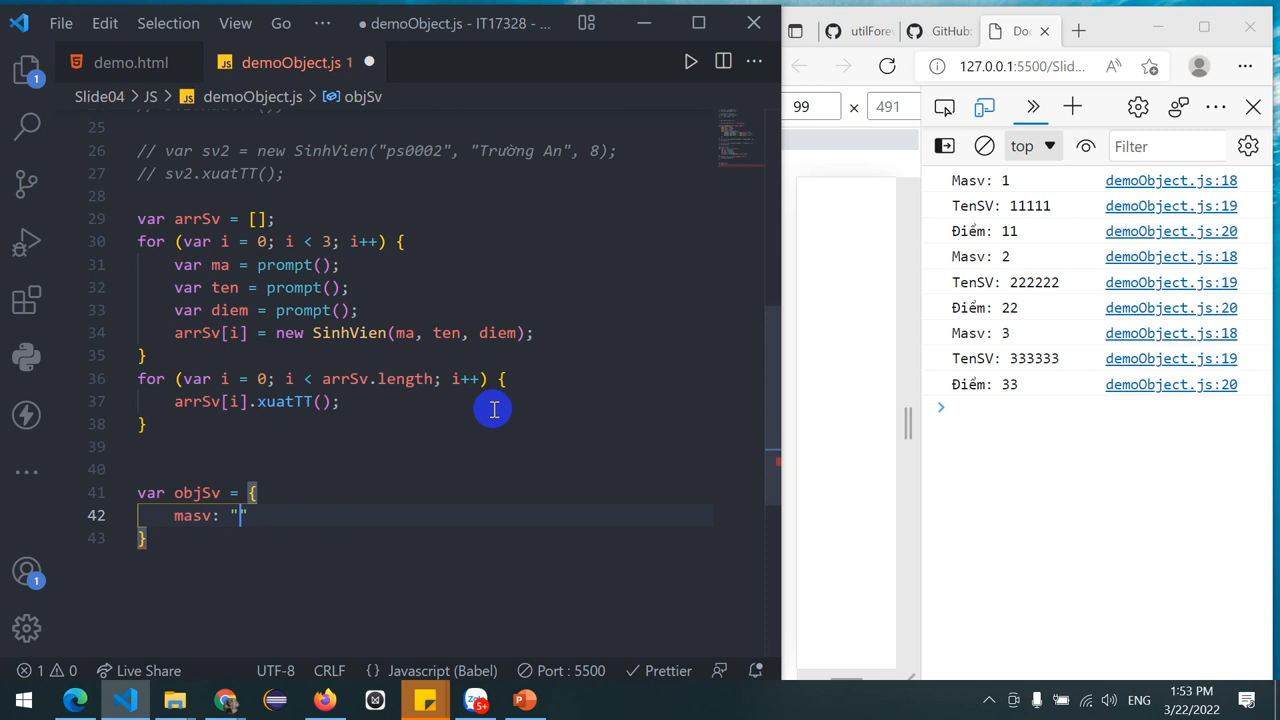 File Edit Selection View Go ··· ● demoObject.js - IT17328 - ...
demo.html
JS demoObject.js 1 ●
Slide04 > JS > JS demoObject.js > objSv
25
26 // var sv2 = new SinhVien("ps0002", "Trường An", 8);
27 // sv2.xuatTT();
28
29 var arrSv = [];
30 for (var i = 0; i < 3; i++) {
31 var ma = prompt();
32 var ten = prompt();
33 var diem = prompt();
34 arrSv[i] = new SinhVien(ma, ten, diem);
35 }
36 for (var i = 0; i < arrSv.length; i++) {
37 arrSv[i].xuatTT();
38 }
39
40
41 var objSv = {
42 masv: ""
43 }
1
1
1 0 Live Share UTF-8 CRLF {} Javascript (Babel) Port : 5500 Prettier
utilFore
GitHub:
Doc
127.0.0.1:5500/Slid...
99 × 491
top Filter
Masv: 1 demoObject.js:18
TenSV: 11111 demoObject.js:19
Điểm: 11 demoObject.js:20
Masv: 2 demoObject.js:18
TenSV: 222222 demoObject.js:19
Điểm: 22 demoObject.js:20
Masv: 3 demoObject.js:18
TenSV: 333333 demoObject.js:19
Điểm: 33 demoObject.js:20
>
5+
ENG
1:53 PM
3/22/2022